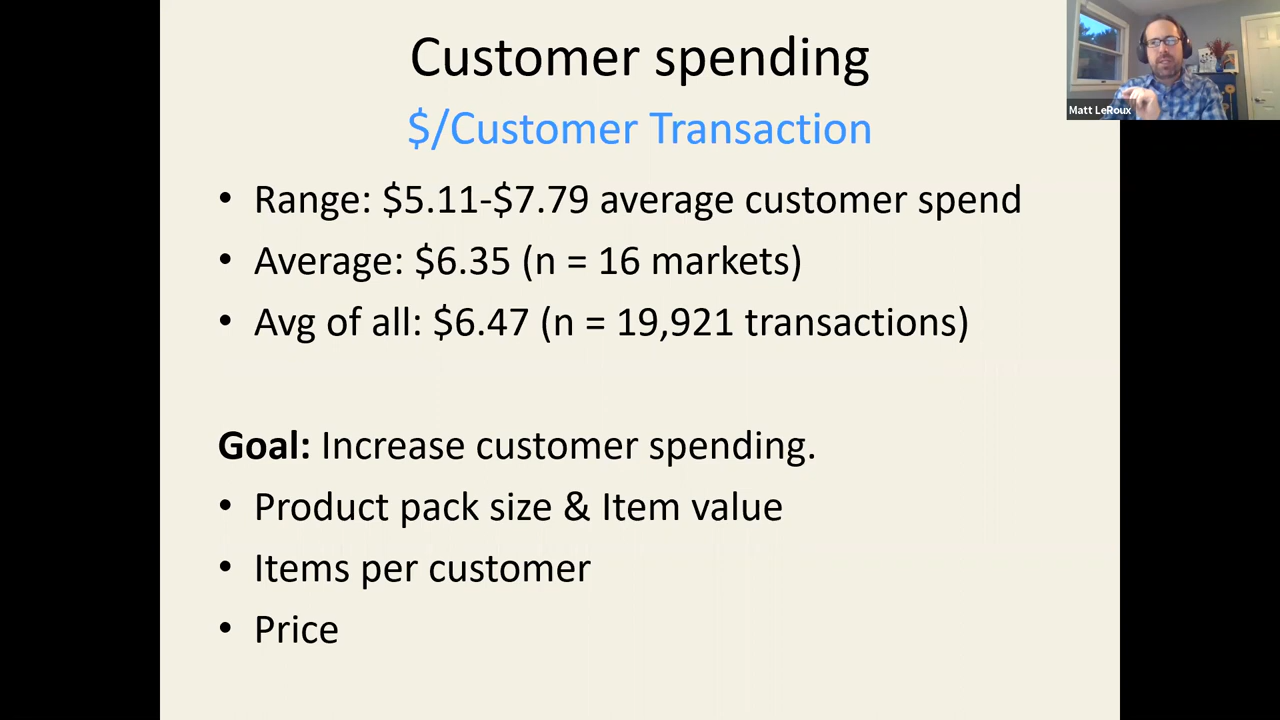 Customer spending
$/Customer Transaction
• Range: $5.11-$7.79 average customer spend
• Average: $6.35 (n = 16 markets)
• Avg of all: $6.47 (n = 19,921 transactions)
Goal: Increase customer spending.
• Product pack size & Item value
• Items per customer
• Price
Matt LeRoux